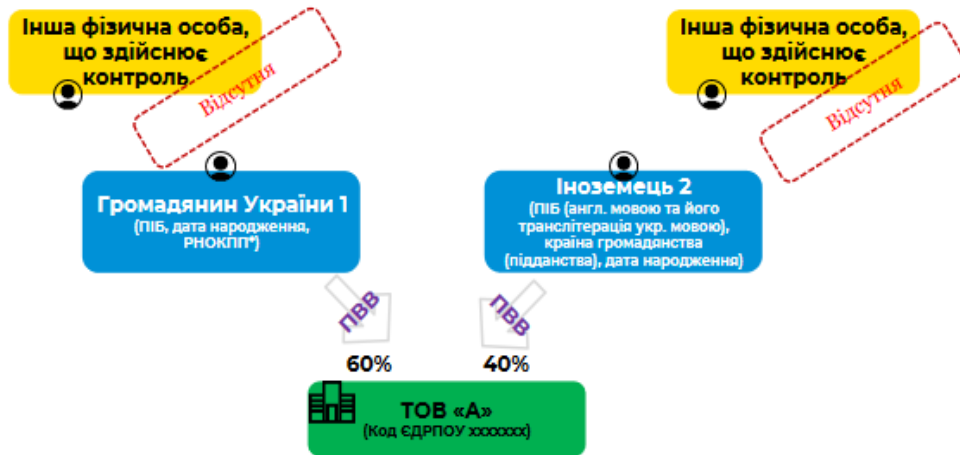 Інша фізична особа,
що здійснює
контроль
Відсутня
Інша фізична особа,
що здійснює
контроль
Відсутня
Громадянин України 1
(ПІБ, дата народження,
РНОКПП*)
Іноземець 2
(ПІБ (англ. мовою та його
транслітерація укр. мовою),
країна громадянства
(підданства), дата народження)
ПВВ
ПВВ
60%
40%
ТОВ «А»
(Код ЄДРПОУ xxxxxxx)